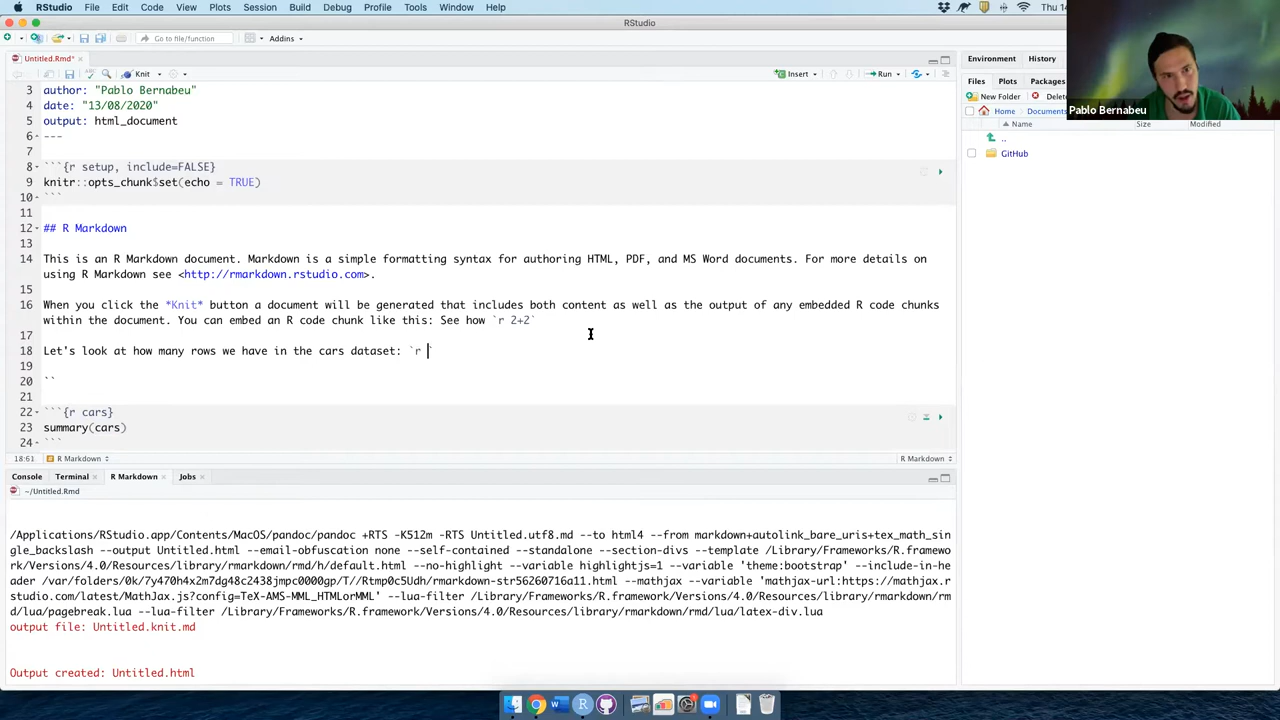 RStudio File Edit Code View Plots Session Build Debug Profile Tools Window Help Thu 14
RStudio
Go to file/function Addins
Untitled.Rmd* Environment History
Knit Insert Run Files Plots Packages
New Folder Delete
Pablo Bernabeu
Home Documents
Name Size Modified
..
GitHub
3 author: "Pablo Bernabeu"
4 date: "13/08/2020"
5 output: html_document
6 ---
7
8 ```{r setup, include=FALSE}
9 knitr::opts_chunk$set(echo = TRUE)
10 ```
11
12 ## R Markdown
13
14 This is an R Markdown document. Markdown is a simple formatting syntax for authoring HTML, PDF, and MS Word documents. For more details on
using R Markdown see <http://rmarkdown.rstudio.com>.
15
16 When you click the *Knit* button a document will be generated that includes both content as well as the output of any embedded R code chunks
within the document. You can embed an R code chunk like this: See how `r 2+2`
17
18 Let's look at how many rows we have in the cars dataset: `r `
19
20 ``
21
22 ```{r cars}
23 summary(cars)
24 ```
18:61 R Markdown R Markdown
Console Terminal R Markdown Jobs
~/Untitled.Rmd
/Applications/RStudio.app/Contents/MacOS/pandoc/pandoc +RTS -K512m -RTS Untitled.utf8.md --to html4 --from markdown+autolink_bare_uris+tex_math_sin
gle_backslash --output Untitled.html --email-obfuscation none --self-contained --standalone --section-divs --template /Library/Frameworks/R.framewo
rk/Versions/4.0/Resources/library/rmarkdown/rmd/h/default.html --no-highlight --variable highlightjs=1 --variable 'theme:bootstrap' --include-in-he
ader /var/folders/0k/7y470h4x2m7dg48c2438jmpc0000gp/T//Rtmp0c5Udh/rmarkdown-str56260716a11.html --mathjax --variable 'mathjax-url:https://mathjax.r
studio.com/latest/MathJax.js?config=TeX-AMS-MML_HTMLorMML' --lua-filter /Library/Frameworks/R.framework/Versions/4.0/Resources/library/rmarkdown/rm
d/lua/pagebreak.lua --lua-filter /Library/Frameworks/R.framework/Versions/4.0/Resources/library/rmarkdown/rmd/lua/latex-div.lua
output file: Untitled.knit.md
Output created: Untitled.html